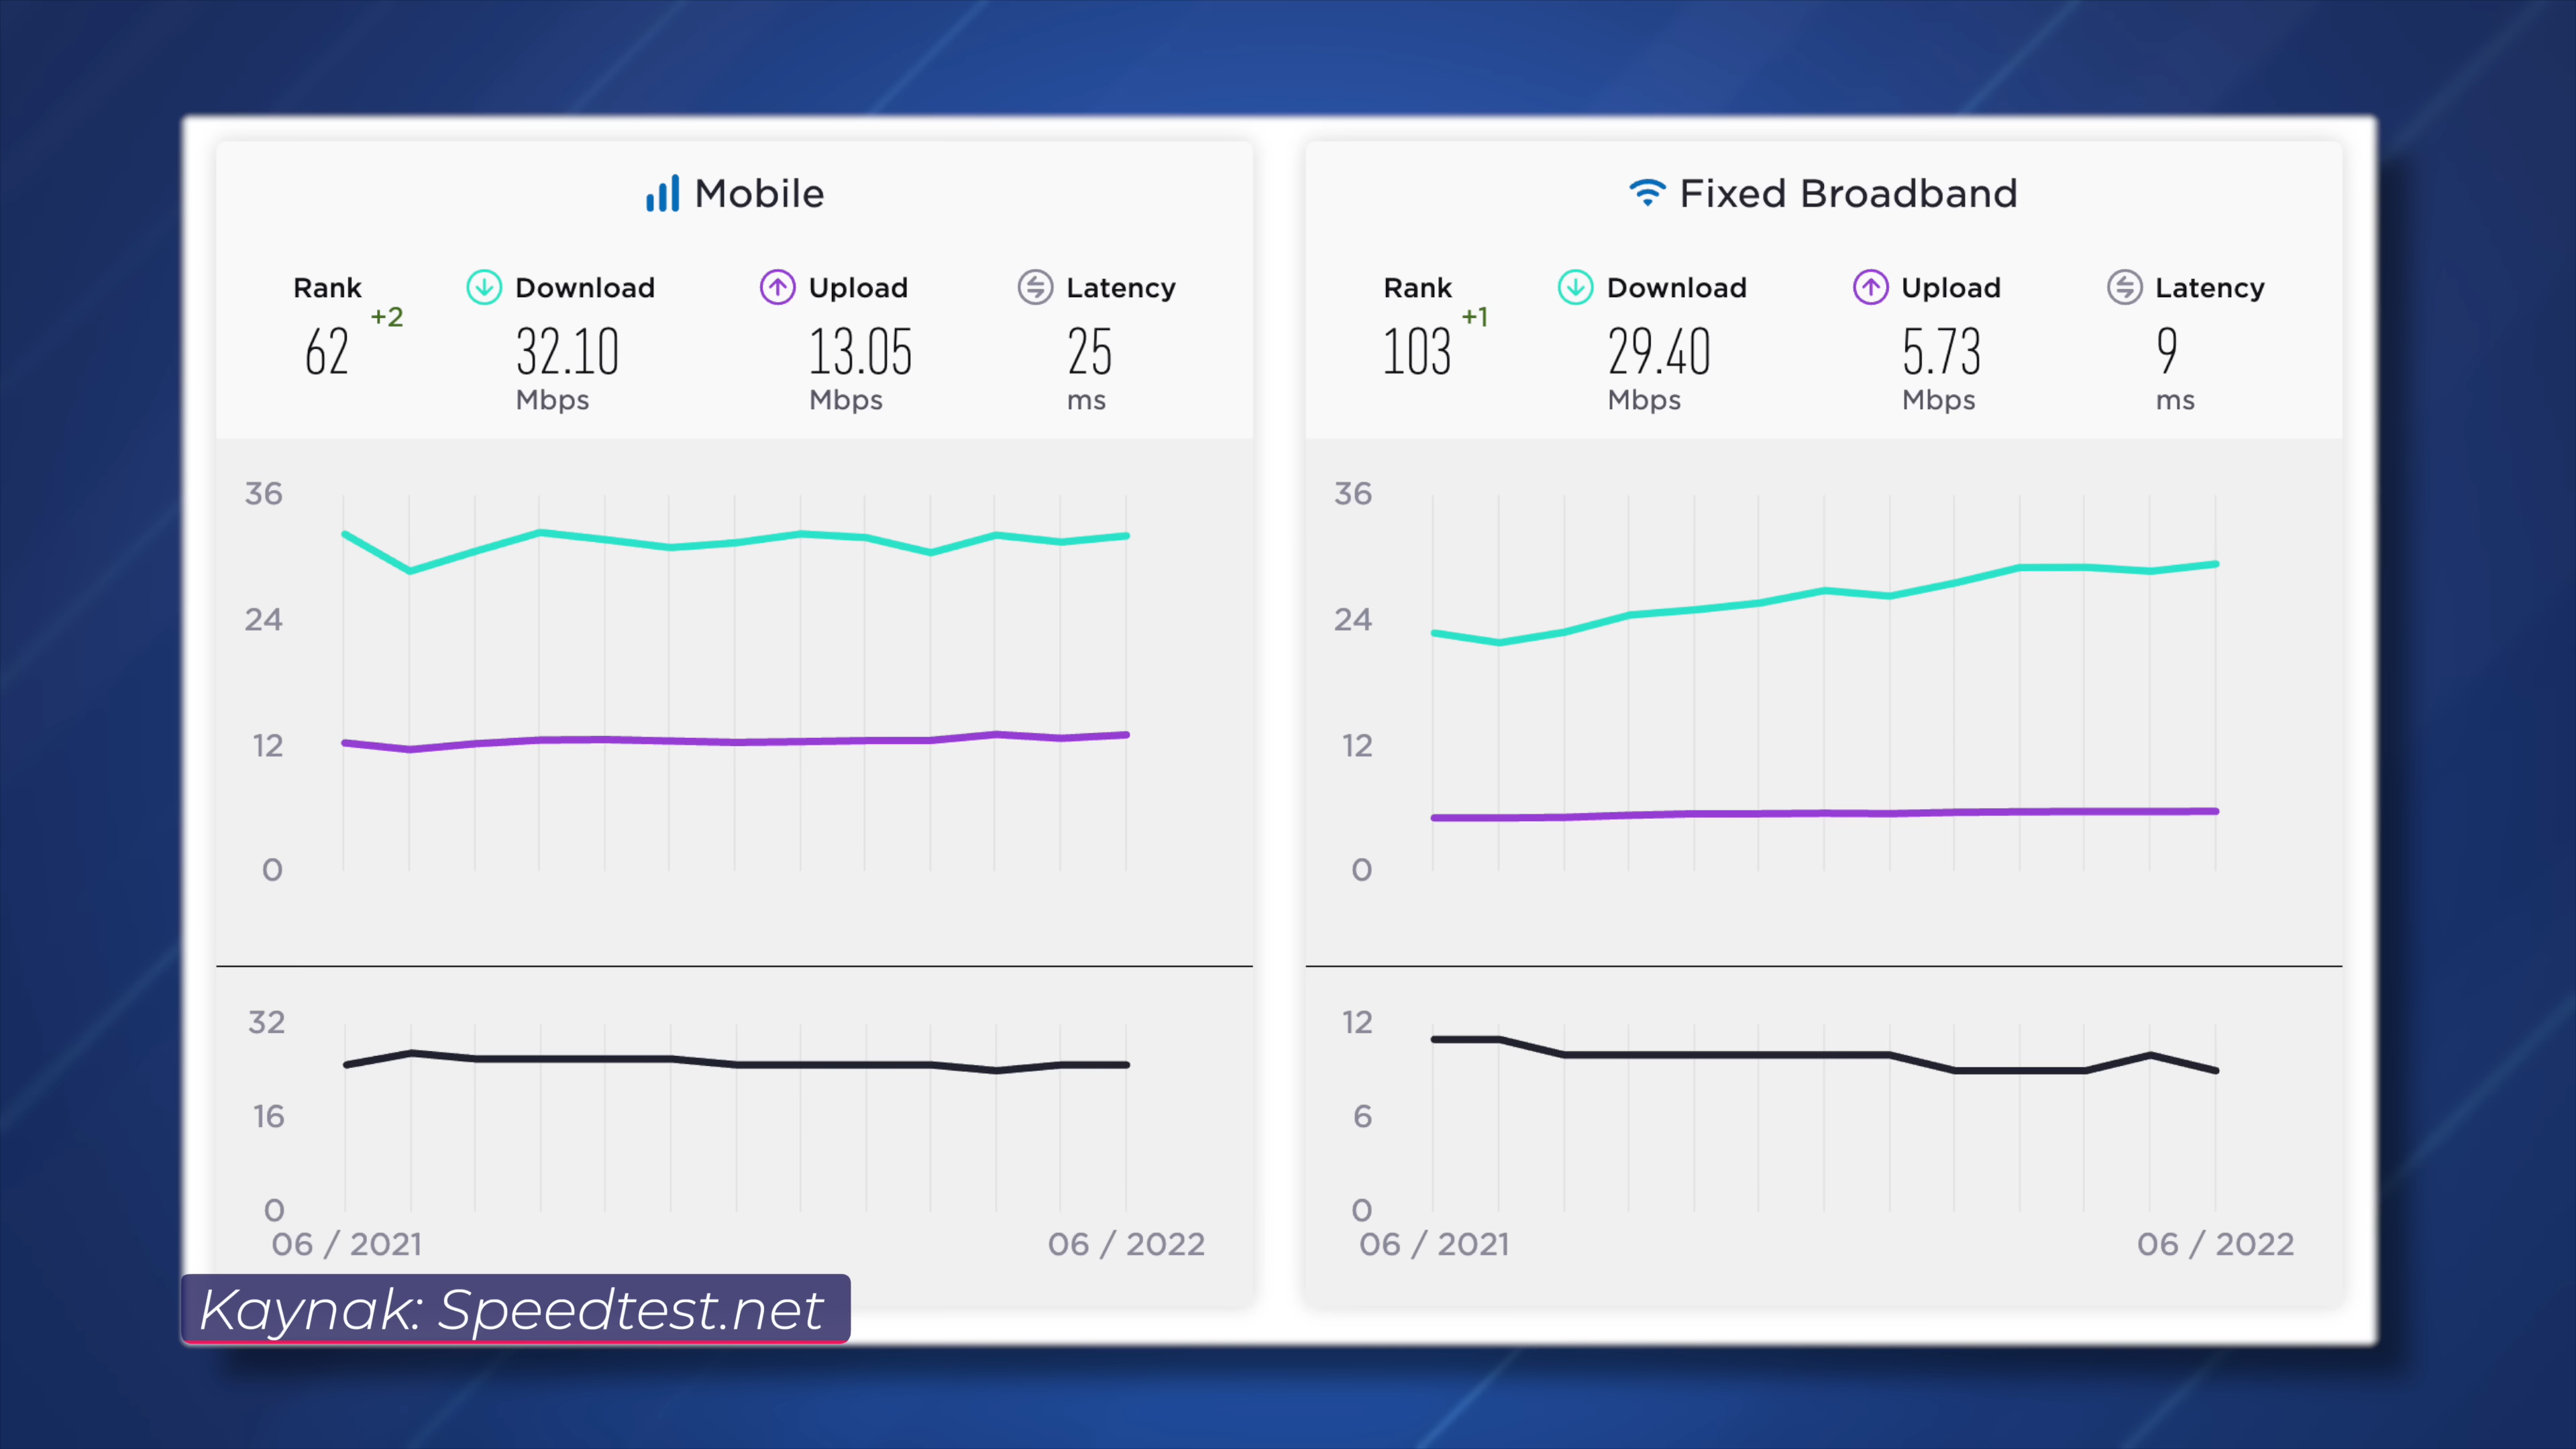 Mobile
Rank Download Upload Latency
62 +2 32.10 13.05 25
Mbps Mbps ms
36
24
12
0
32
16
0
06 / 2021 06 / 2022
Fixed Broadband
Rank Download Upload Latency
103 +1 29.40 5.73 9
Mbps Mbps ms
36
24
12
0
12
6
0
06 / 2021 06 / 2022
Kaynak: Speedtest.net